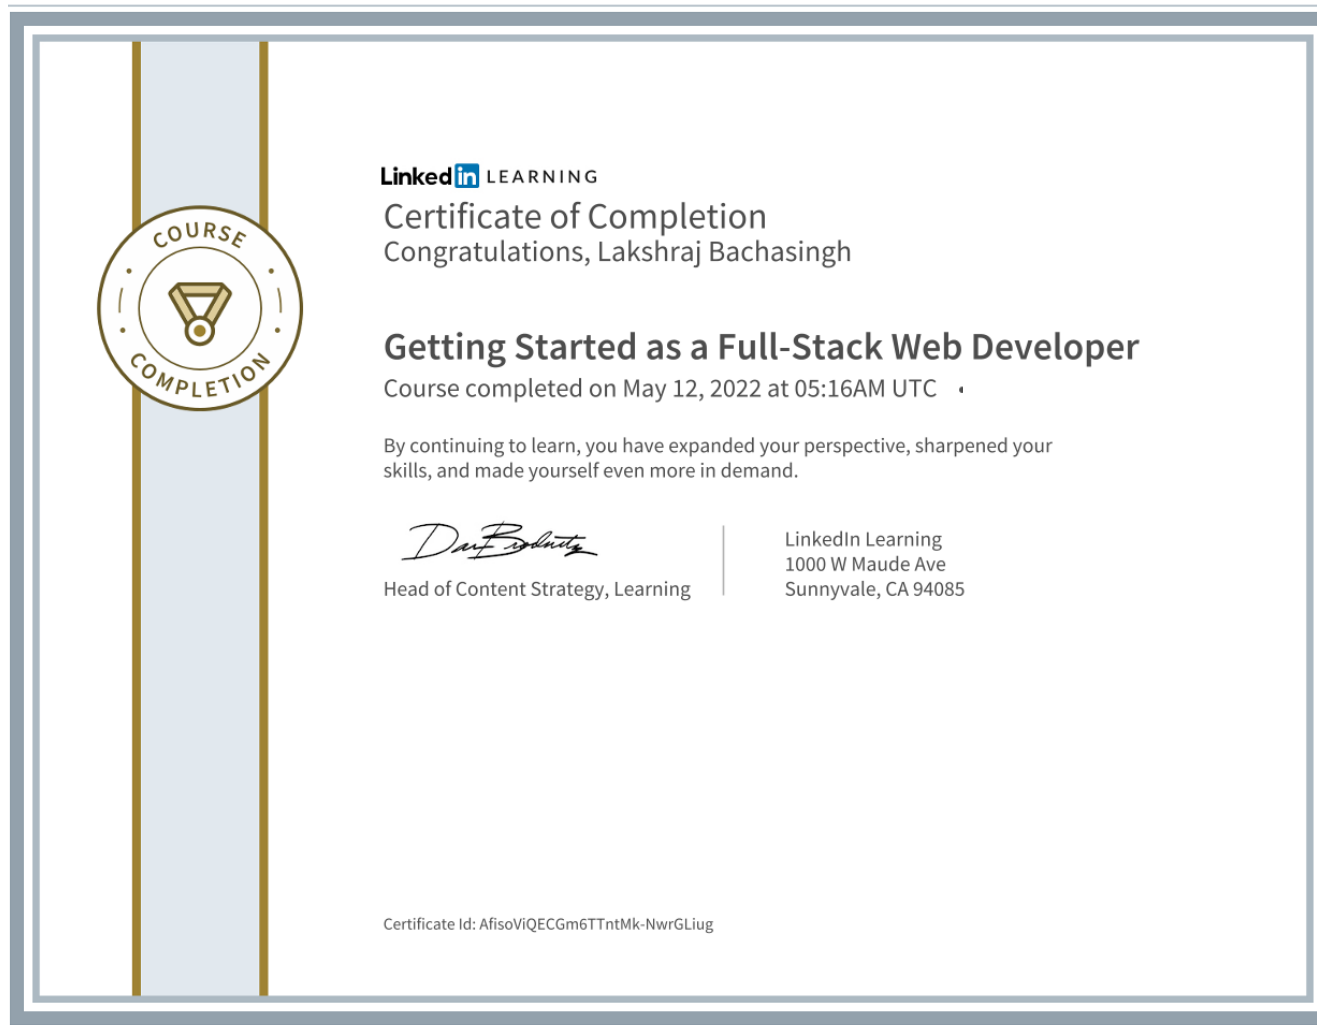 COURSE
COMPLETION
Linked in LEARNING
Certificate of Completion
Congratulations, Lakshraj Bachasingh
Getting Started as a Full-Stack Web Developer
Course completed on May 12, 2022 at 05:16AM UTC •
By continuing to learn, you have expanded your perspective, sharpened your
skills, and made yourself even more in demand.
Head of Content Strategy, Learning
LinkedIn Learning
1000 W Maude Ave
Sunnyvale, CA 94085
Certificate Id: AfisoViQECGm6TTntMk-NwrGLiug